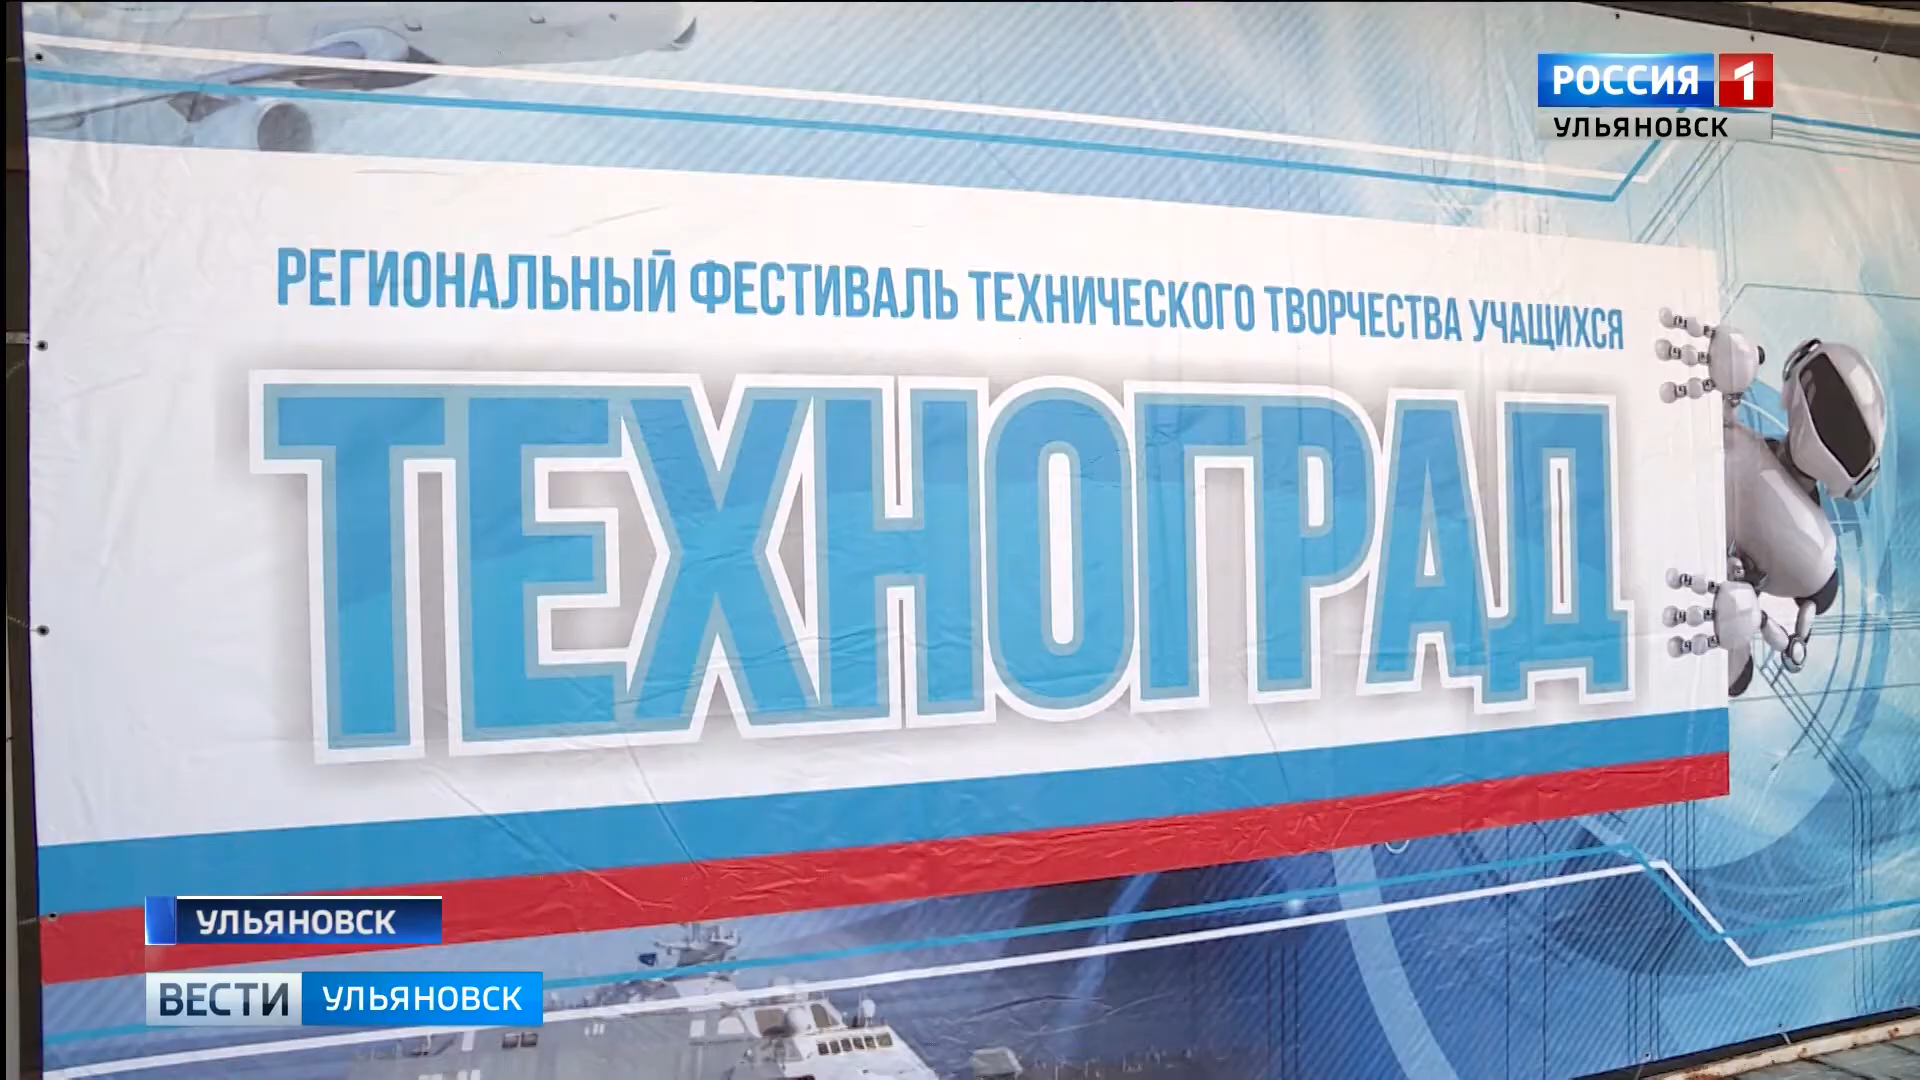 РОССИЯ 1
УЛЬЯНОВСК
РЕГИОНАЛЬНЫЙ ФЕСТИВАЛЬ ТЕХНИЧЕСКОГО ТВОРЧЕСТВА УЧАЩИХСЯ
ТЕХНОГРАД
УЛЬЯНОВСК
ВЕСТИ УЛЬЯНОВСК